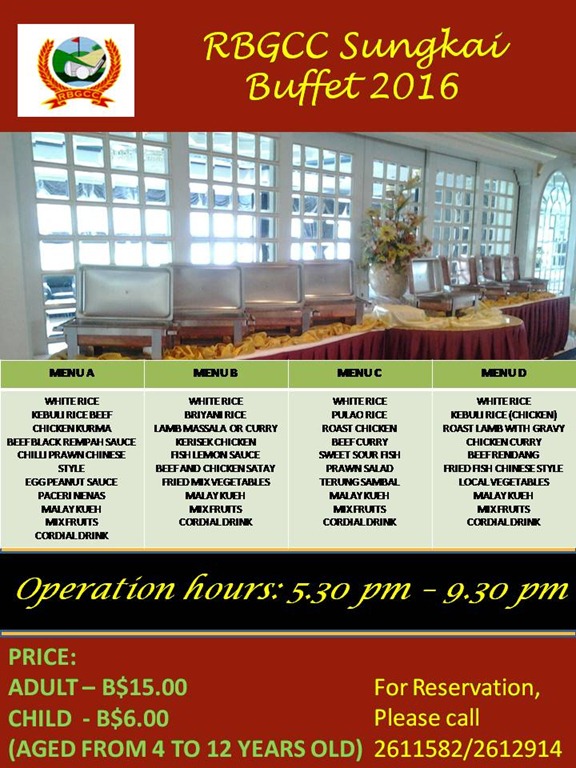 RBGCC
RBGCC Sungkai
Buffet 2016
MENU A
WHITE RICE
KEBULI RICE BEEF
CHICKEN KURMA
BEEF BLACK REMPAH SAUCE
CHILLI PRAWN CHINESE
STYLE
EGG PEANUT SAUCE
PACERI NENAS
MALAY KUEH
MIX FRUITS
CORDIAL DRINK
MENU B
WHITE RICE
BRIYANI RICE
LAMB MASSALA OR CURRY
KERISEK CHICKEN
FISH LEMON SAUCE
BEEF AND CHICKEN SATAY
FRIED MIX VEGETABLES
MALAY KUEH
MIX FRUITS
CORDIAL DRINK
MENU C
WHITE RICE
PULAO RICE
ROAST CHICKEN
BEEF CURRY
SWEET SOUR FISH
PRAWN SALAD
TERUNG SAMBAL
MALAY KUEH
MIX FRUITS
CORDIAL DRINK
MENU D
WHITE RICE
KEBULI RICE (CHICKEN)
ROAST LAMB WITH GRAVY
CHICKEN CURRY
BEEF RENDANG
FRIED FISH CHINESE STYLE
LOCAL VEGETABLES
MALAY KUEH
MIX FRUITS
CORDIAL DRINK
Operation hours: 5.30 pm - 9.30 pm
PRICE:
ADULT – B$15.00
CHILD - B$6.00
(AGED FROM 4 TO 12 YEARS OLD)
For Reservation,
Please call
2611582/2612914